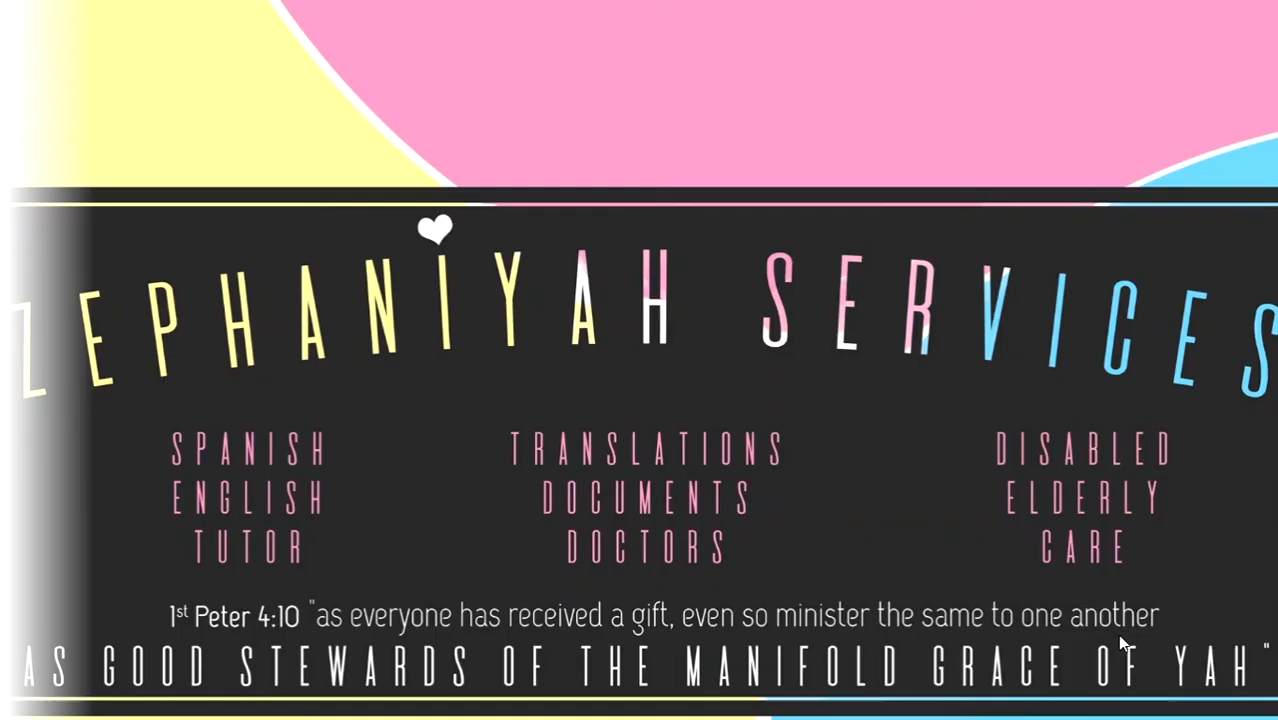 ZEPHANIYAH SERVICES
SPANISH
ENGLISH
TUTOR
TRANSLATIONS
DOCUMENTS
DOCTORS
DISABLED
ELDERLY
CARE
1st Peter 4:10 "as everyone has received a gift, even so minister the same to one another
AS GOOD STEWARDS OF THE MANIFOLD GRACE OF YAH"